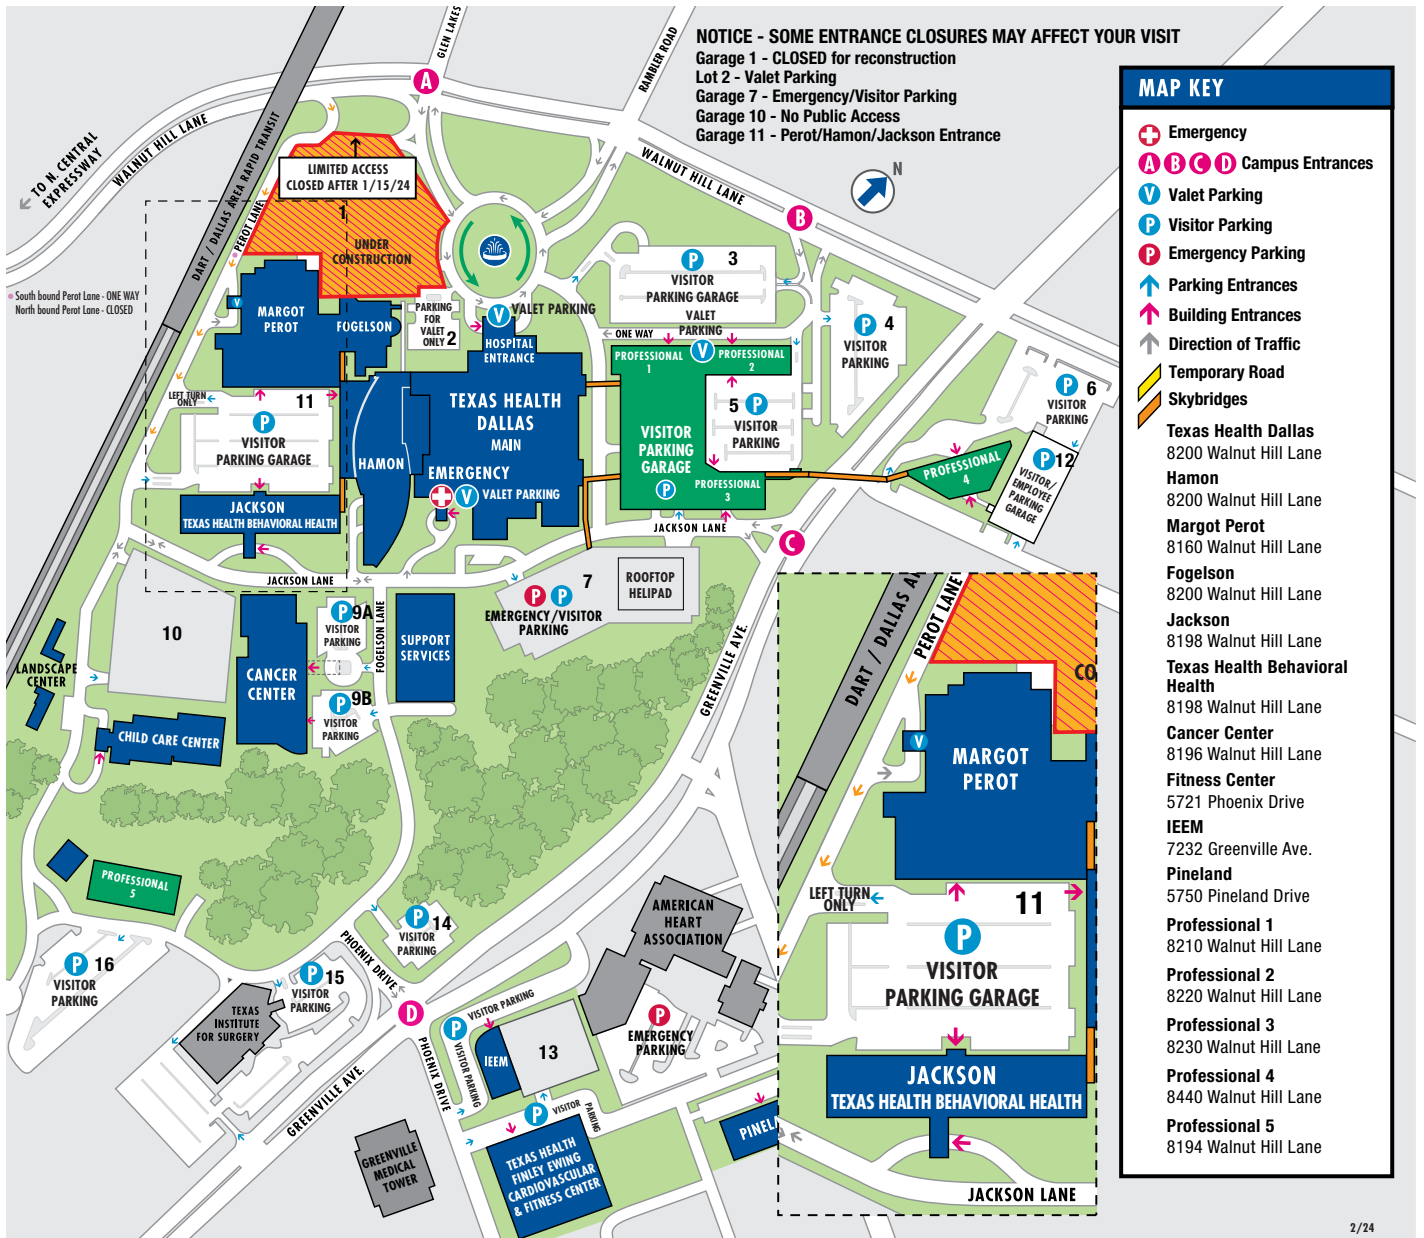 NOTICE - SOME ENTRANCE CLOSURES MAY AFFECT YOUR VISIT
Garage 1 - CLOSED for reconstruction
Lot 2 - Valet Parking
Garage 7 - Emergency/Visitor Parking
Garage 10 - No Public Access
Garage 11 - Perot/Hamon/Jackson Entrance
GLEN LAKES
RAMBLER ROAD
A
TO N. CENTRAL
EXPRESSWAY
WALNUT HILL LANE
DART / DALLAS AREA RAPID TRANSIT
LIMITED ACCESS
CLOSED AFTER 1/15/24
1
UNDER
CONSTRUCTION
PEROT LANE
WALNUT HILL LANE
N
B
South bound Perot Lane - ONE WAY
North bound Perot Lane - CLOSED
V
MARGOT
PEROT
FOGELSON
PARKING
FOR
VALET
ONLY 2
V VALET PARKING
HOSPITAL
ENTRANCE
P 3
VISITOR
PARKING GARAGE
VALET
PARKING
ONE WAY
V
PROFESSIONAL
1
PROFESSIONAL
2
P 4
VISITOR
PARKING
P 6
VISITOR
PARKING
LEFT TURN
ONLY
11
P
VISITOR
PARKING GARAGE
HAMON
TEXAS HEALTH
DALLAS
MAIN
EMERGENCY
V VALET PARKING
5 P
VISITOR
PARKING
VISITOR
PARKING
GARAGE
P
PROFESSIONAL
3
PROFESSIONAL
4
P 12
VISITOR/
EMPLOYEE
PARKING
GARAGE
JACKSON
TEXAS HEALTH BEHAVIORAL HEALTH
JACKSON LANE
C
JACKSON LANE
7
P P
EMERGENCY/VISITOR
PARKING
ROOFTOP
HELIPAD
10
P 9A
VISITOR
PARKING
FOGELSON LANE
SUPPORT
SERVICES
CANCER
CENTER
P 9B
VISITOR
PARKING
LANDSCAPE
CENTER
CHILD CARE CENTER
GREENVILLE AVE.
PROFESSIONAL
5
P 16
VISITOR
PARKING
P 15
VISITOR
PARKING
TEXAS
INSTITUTE
FOR SURGERY
P 14
VISITOR
PARKING
PHOENIX DRIVE
D
GREENVILLE AVE.
PHOENIX DRIVE
P VISITOR PARKING
VISITOR PARKING
IEEM
13
AMERICAN
HEART
ASSOCIATION
P
EMERGENCY
PARKING
P VISITOR
PARKING
GREENVILLE
MEDICAL
TOWER
TEXAS HEALTH
FINLEY EWING
CARDIOVASCULAR
& FITNESS CENTER
PINELA
DART / DALLAS AR
PEROT LANE
CO
V
MARGOT
PEROT
LEFT TURN
ONLY
11
P
VISITOR
PARKING GARAGE
JACKSON
TEXAS HEALTH BEHAVIORAL HEALTH
JACKSON LANE
MAP KEY
Emergency
A B C D Campus Entrances
V Valet Parking
P Visitor Parking
P Emergency Parking
Parking Entrances
Building Entrances
Direction of Traffic
Temporary Road
Skybridges
Texas Health Dallas
8200 Walnut Hill Lane
Hamon
8200 Walnut Hill Lane
Margot Perot
8160 Walnut Hill Lane
Fogelson
8200 Walnut Hill Lane
Jackson
8198 Walnut Hill Lane
Texas Health Behavioral
Health
8198 Walnut Hill Lane
Cancer Center
8196 Walnut Hill Lane
Fitness Center
5721 Phoenix Drive
IEEM
7232 Greenville Ave.
Pineland
5750 Pineland Drive
Professional 1
8210 Walnut Hill Lane
Professional 2
8220 Walnut Hill Lane
Professional 3
8230 Walnut Hill Lane
Professional 4
8440 Walnut Hill Lane
Professional 5
8194 Walnut Hill Lane
2/24